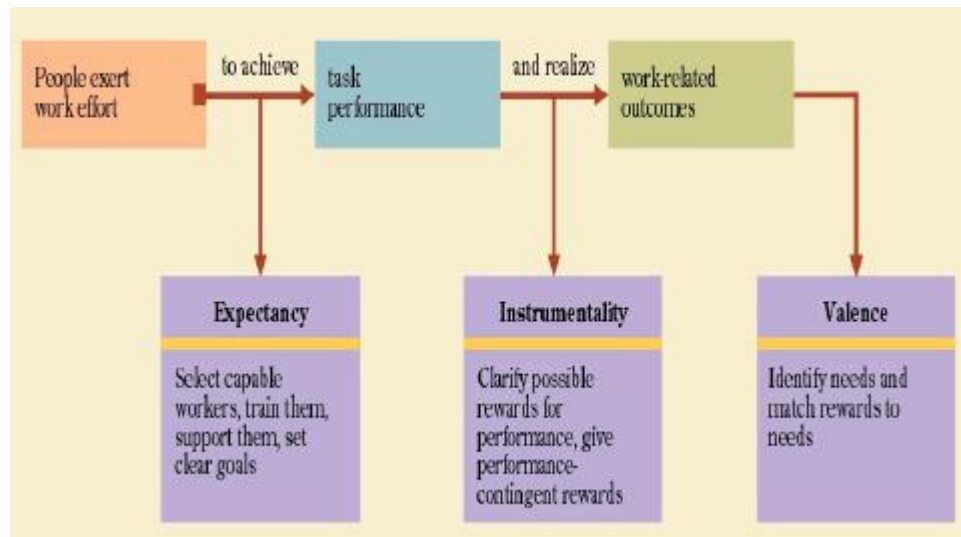 People exert
work effort
to achieve
task
performance
and realize
work-related
outcomes
Expectancy
Select capable
workers, train them,
support them, set
clear goals
Instrumentality
Clarify possible
rewards for
performance, give
performance-
contingent rewards
Valence
Identify needs and
match rewards to
needs